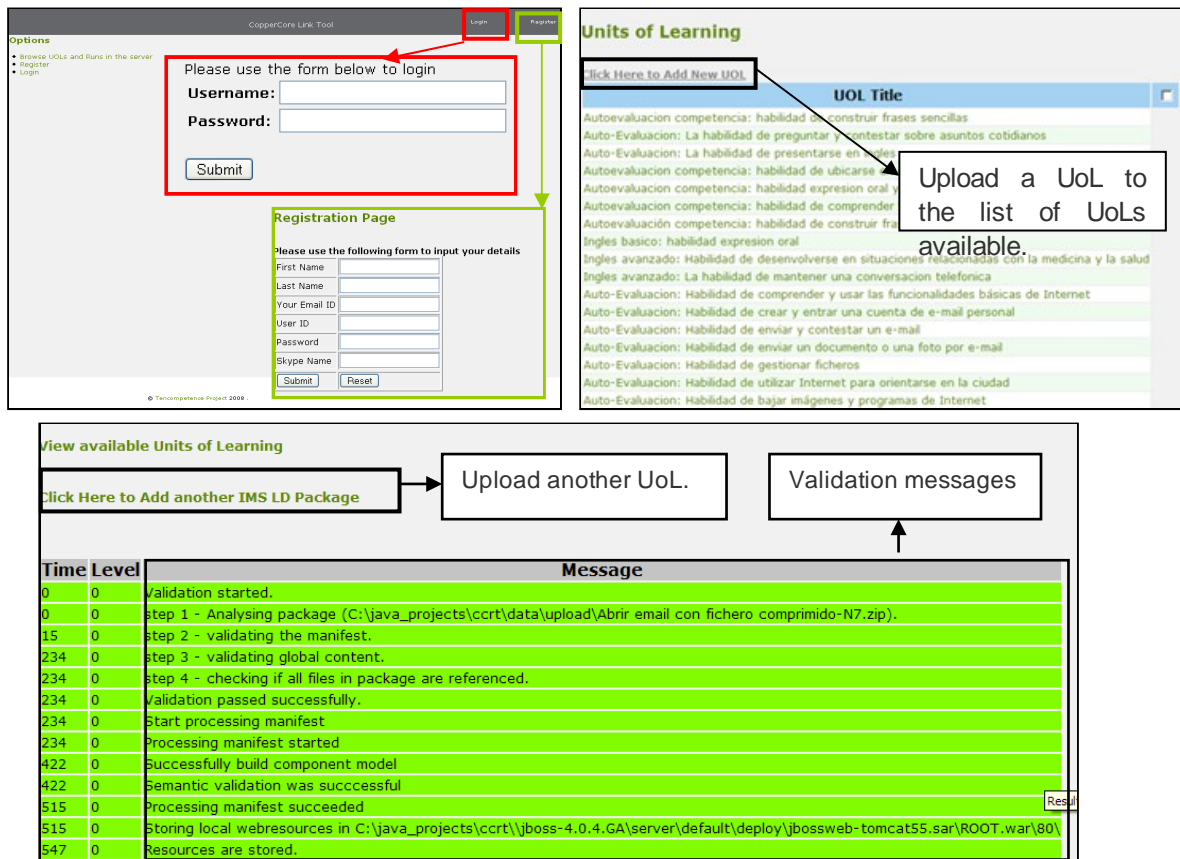 CopperCore Link Tool
Login
Register
Options
Browse UOLs and Runs in the server
Register
Login
Please use the form below to login
Username:
Password:
Submit
Registration Page
Please use the following form to input your details
First Name
Last Name
Your Email ID
User ID
Password
Skype Name
Submit Reset
© Tencompetence Project 2008 .
Units of Learning
Click Here to Add New UOL
UOL Title
Autoevaluacion competencia: habilidad de construir frases sencillas
Auto-Evaluacion: La habilidad de preguntar y contestar sobre asuntos cotidianos
Auto-Evaluacion: La habilidad de presentarse en ingles
Autoevaluacion competencia: habilidad de ubicarse
Autoevaluacion competencia: habilidad expresion oral y
Autoevaluacion competencia: habilidad de comprender
Autoevaluación competencia: habilidad de construir
Ingles basico: habilidad expresion oral
Ingles avanzado: Habilidad de desenvolverse en situaciones relacionadas con la medicina y la salud
Ingles avanzado: La habilidad de mantener una conversacion telefonica
Auto-Evaluacion: Habilidad de comprender y usar las funcionalidades básicas de Internet
Auto-Evaluacion: Habilidad de crear y entrar una cuenta de e-mail personal
Auto-Evaluacion: Habilidad de enviar y contestar un e-mail
Auto-Evaluacion: Habilidad de enviar un documento o una foto por e-mail
Auto-Evaluacion: Habilidad de gestionar ficheros
Auto-Evaluacion: Habilidad de utilizar Internet para orientarse en la ciudad
Auto-Evaluacion: Habilidad de bajar imágenes y programas de Internet
Upload a UoL to
the list of UoLs
available.
View available Units of Learning
Click Here to Add another IMS LD Package
Upload another UoL.
Validation messages
Time Level Message
0 0 Validation started.
0 0 step 1 - Analysing package (C:\java_projects\ccrt\data\upload\Abrir email con fichero comprimido-N7.zip).
15 0 step 2 - validating the manifest.
234 0 step 3 - validating global content.
234 0 step 4 - checking if all files in package are referenced.
234 0 Validation passed successfully.
234 0 Start processing manifest
234 0 Processing manifest started
422 0 Successfully build component model
422 0 Semantic validation was succcessful
515 0 Processing manifest succeeded
515 0 Storing local webresources in C:\java_projects\ccrt\\jboss-4.0.4.GA\server\default\deploy\jbossweb-tomcat55.sar\ROOT.war\80\
547 0 Resources are stored.